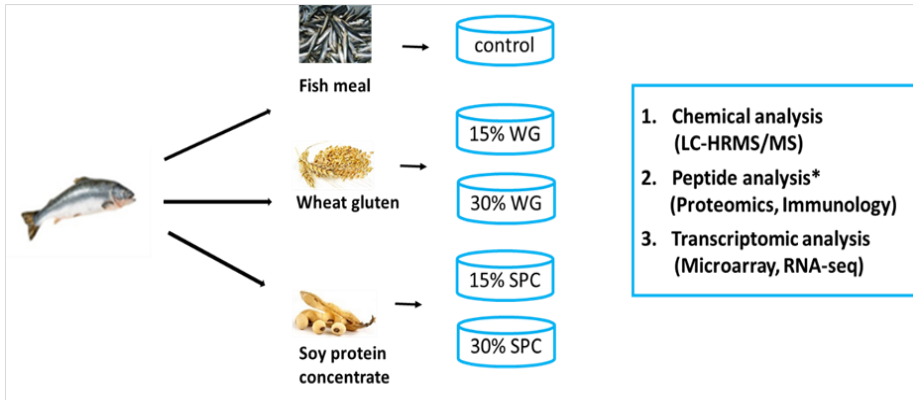 control
Fish meal
15% WG
Wheat gluten
30% WG
15% SPC
30% SPC
Soy protein
concentrate
1. Chemical analysis
(LC-HRMS/MS)
2. Peptide analysis*
(Proteomics, Immunology)
3. Transcriptomic analysis
(Microarray, RNA-seq)